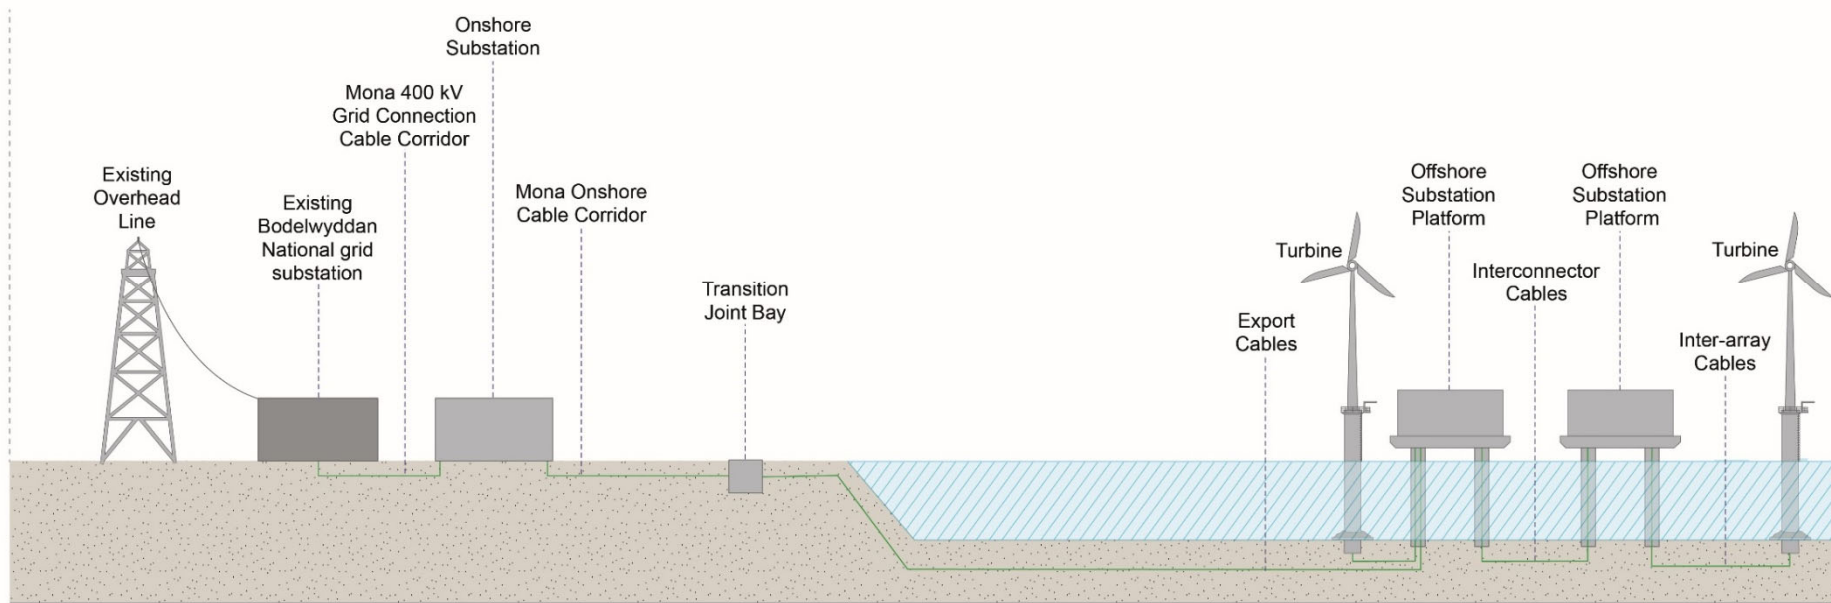 Existing
Overhead
Line
Existing
Bodelwyddan
National grid
substation
Mona 400 kV
Grid Connection
Cable Corridor
Onshore
Substation
Mona Onshore
Cable Corridor
Transition
Joint Bay
Export
Cables
Turbine
Offshore
Substation
Platform
Interconnector
Cables
Offshore
Substation
Platform
Inter-array
Cables
Turbine